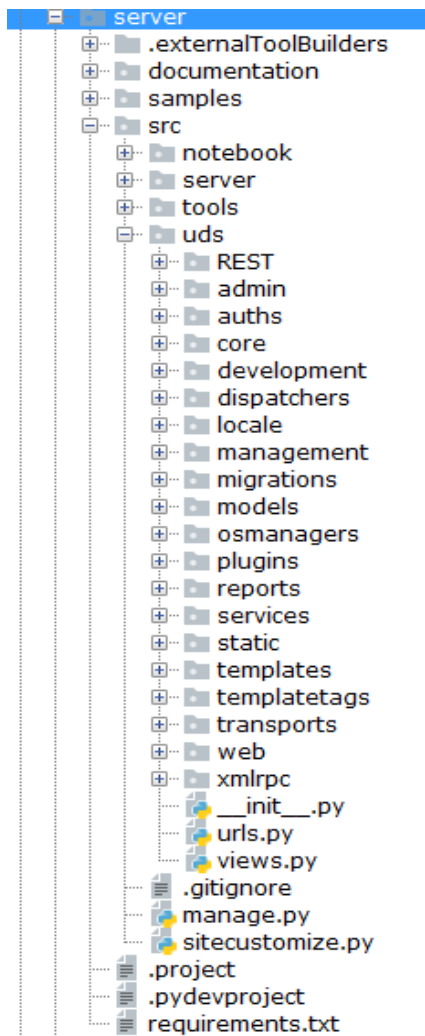 server
.externalToolBuilders
documentation
samples
src
notebook
server
tools
uds
REST
admin
auths
core
development
dispatchers
locale
management
migrations
models
osmanagers
plugins
reports
services
static
templates
templatetags
transports
web
xmlrpc
__init__.py
urls.py
views.py
.gitignore
manage.py
sitecustomize.py
.project
.pydevproject
requirements.txt